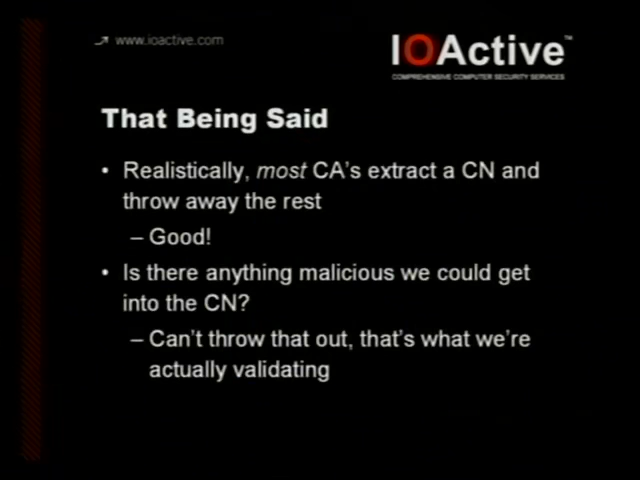 www.ioactive.com
IOActive™
COMPREHENSIVE COMPUTER SECURITY SERVICES
That Being Said
• Realistically, most CA's extract a CN and
throw away the rest
– Good!
• Is there anything malicious we could get
into the CN?
– Can't throw that out, that's what we're
actually validating